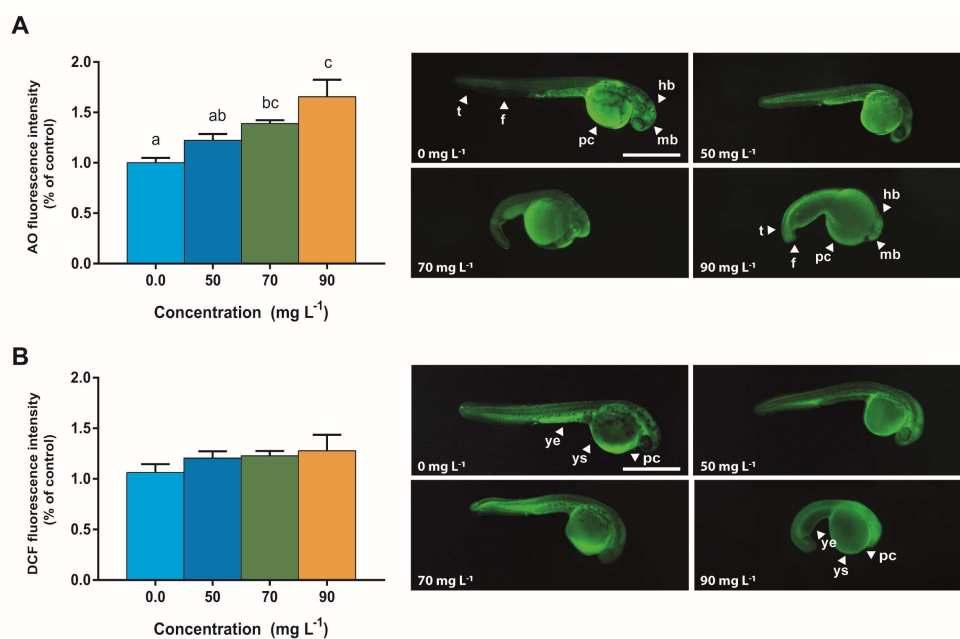 A
AO fluorescence intensity
(% of control)
2.0
1.5
1.0
0.5
0.0
a
ab
bc
c
0.0 50 70 90
Concentration (mg L⁻¹)
t
f
pc
hb
mb
0 mg L⁻¹
50 mg L⁻¹
70 mg L⁻¹
t
f
pc
hb
mb
90 mg L⁻¹
B
DCF fluorescence intensity
(% of control)
2.0
1.5
1.0
0.5
0.0
0.0 50 70 90
Concentration (mg L⁻¹)
ye
ys
pc
0 mg L⁻¹
50 mg L⁻¹
70 mg L⁻¹
ye
ys
pc
90 mg L⁻¹